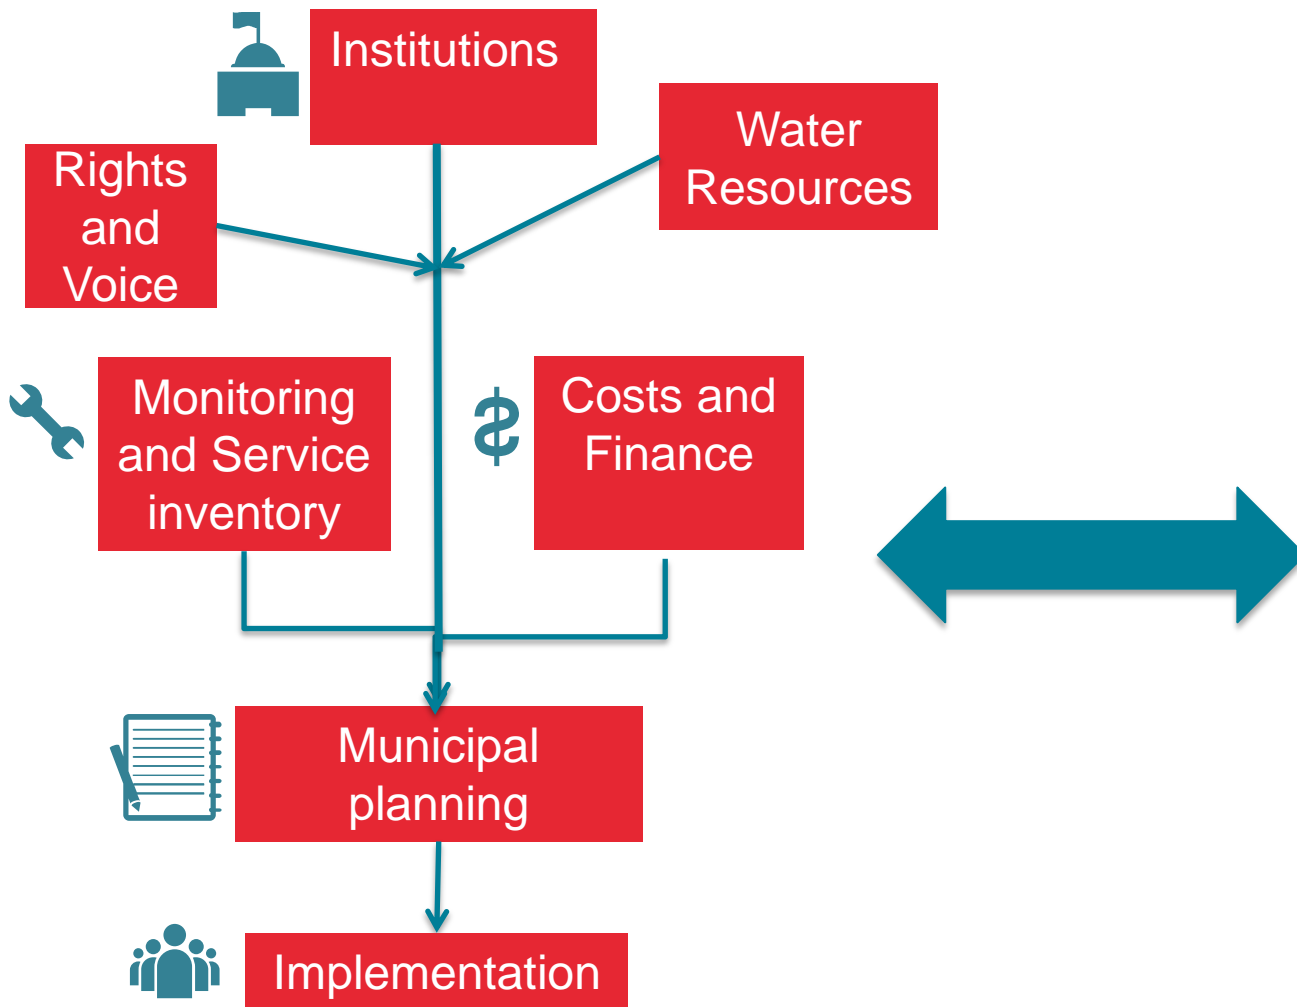 Institutions
Water
Resources
Rights
and
Voice
Monitoring
and Service
inventory
Costs and
Finance
Municipal
planning
Implementation